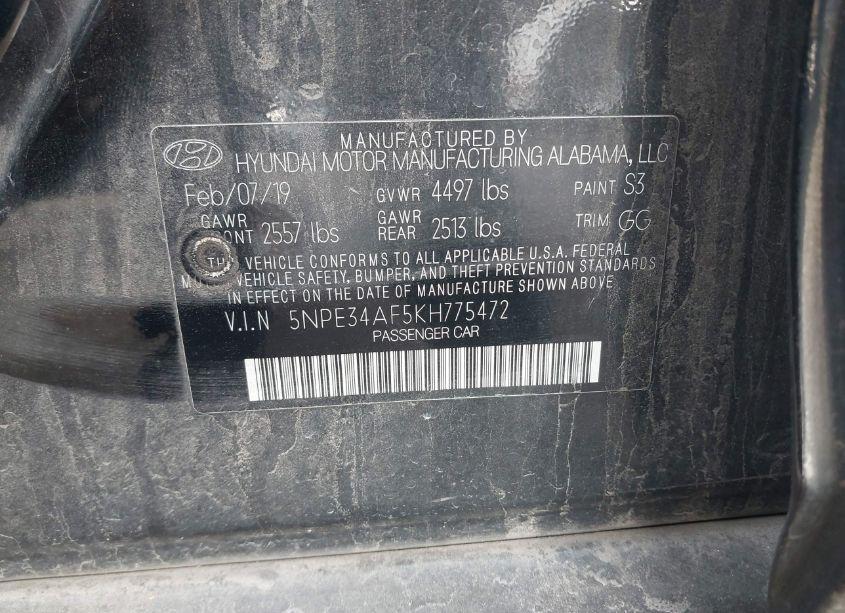 MANUFACTURED BY
HYUNDAI MOTOR MANUFACTURING ALABAMA, LLC
Feb/07/19 GVWR 4497 lbs PAINT S3
GAWR 2557 lbs GAWR REAR 2513 lbs TRIM GG
VEHICLE CONFORMS TO ALL APPLICABLE U.S.A. FEDERAL
VEHICLE SAFETY, BUMPER, AND THEFT PREVENTION STANDARDS
IN EFFECT ON THE DATE OF MANUFACTURE SHOWN ABOVE
V.I.N 5NPE34AF5KH775472
PASSENGER CAR